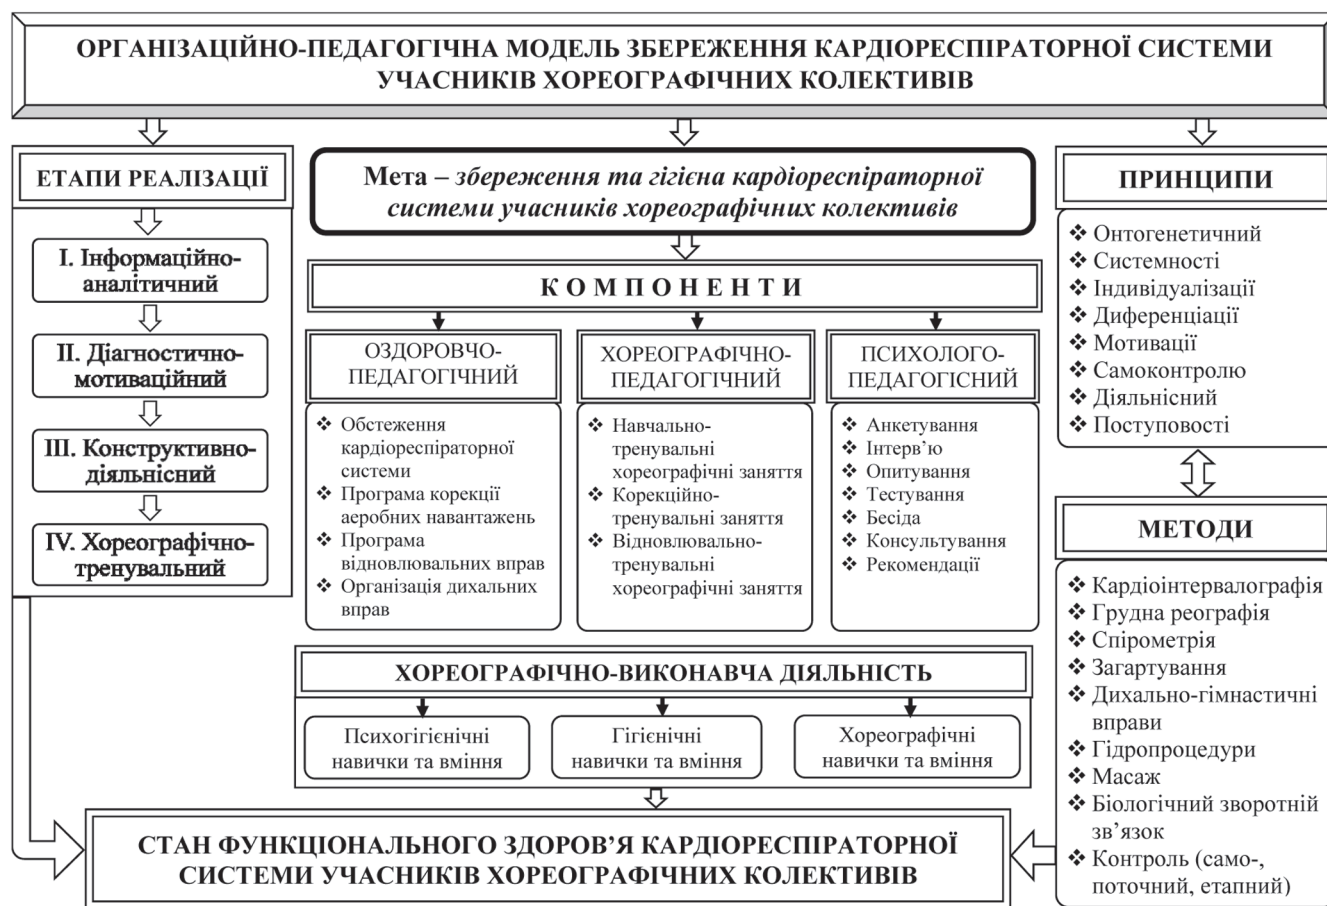 ОРГАНІЗАЦІЙНО-ПЕДАГОГІЧНА МОДЕЛЬ ЗБЕРЕЖЕННЯ КАРДІОРЕСПІРАТОРНОЇ СИСТЕМИ
УЧАСНИКІВ ХОРЕОГРАФІЧНИХ КОЛЕКТИВІВ
ЕТАПИ РЕАЛІЗАЦІЇ
I. Інформаційно-
аналітичний
II. Діагностично-
мотиваційний
III. Конструктивно-
діяльнісний
IV. Хореографічно-
тренувальний
Мета – збереження та гігієна кардіореспіраторної
системи учасників хореографічних колективів
КОМПОНЕНТИ
ОЗДОРОВЧО-
ПЕДАГОГІЧНИЙ
❖ Обстеження
кардіореспіраторної
системи
❖ Програма корекції
аеробних навантажень
❖ Програма
відновлювальних вправ
❖ Організація дихальних
вправ
ХОРЕОГРАФІЧНО-
ПЕДАГОГІЧНИЙ
❖ Навчально-
тренувальні
хореографічні заняття
❖ Корекційно-
тренувальні заняття
❖ Відновлювально-
тренувальні
хореографічні заняття
ПСИХОЛОГО-
ПЕДАГОГІСНИЙ
❖ Анкетування
❖ Інтерв’ю
❖ Опитування
❖ Тестування
❖ Бесіда
❖ Консультування
❖ Рекомендації
ПРИНЦИПИ
❖ Онтогенетичний
❖ Системності
❖ Індивідуалізації
❖ Диференціації
❖ Мотивації
❖ Самоконтролю
❖ Діяльнісний
❖ Поступовості
МЕТОДИ
❖ Кардіоінтервалографія
❖ Грудна реографія
❖ Спірометрія
❖ Загартування
❖ Дихально-гімнастичні
вправи
❖ Гідропроцедури
❖ Масаж
❖ Біологічний зворотній
зв’язок
❖ Контроль (само-,
поточний, етапний)
ХОРЕОГРАФІЧНО-ВИКОНАВЧА ДІЯЛЬНІСТЬ
Психогігієнічні
навички та вміння
Гігієнічні
навички та вміння
Хореографічні
навички та вміння
СТАН ФУНКЦІОНАЛЬНОГО ЗДОРОВ’Я КАРДІОРЕСПІРАТОРНОЇ
СИСТЕМИ УЧАСНИКІВ ХОРЕОГРАФІЧНИХ КОЛЕКТИВІВ